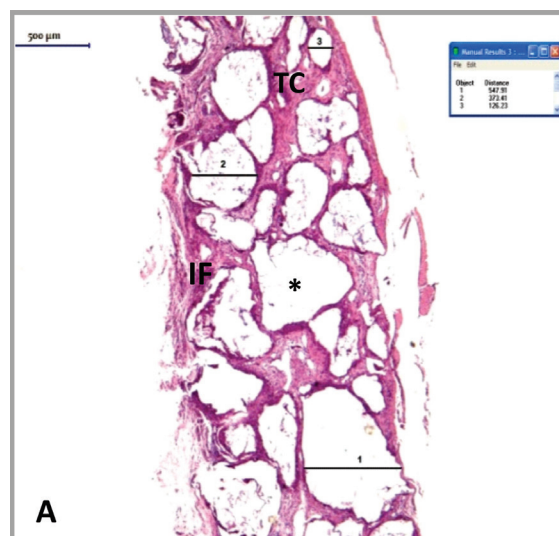 500 µm
3
TC
Manual Results 3 : ...
File Edit
Object Distance
1 547.91
2 373.41
3 126.23
2
IF
*
1
A